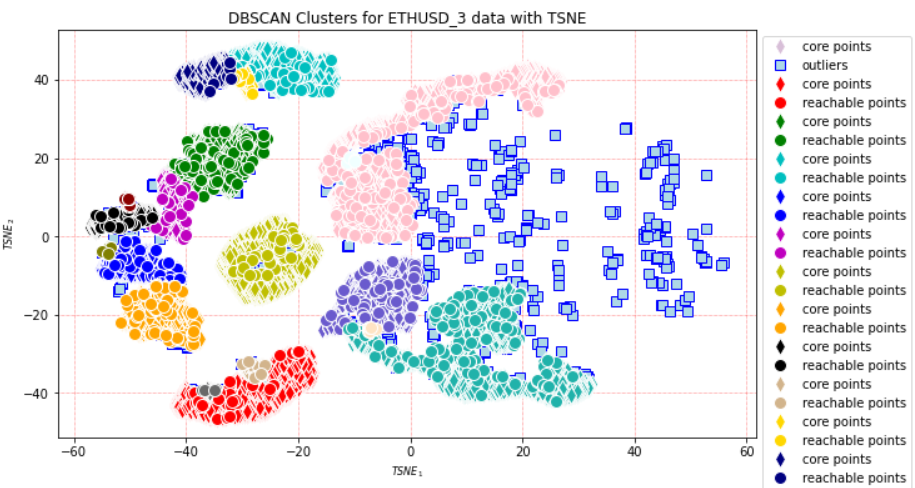 DBSCAN Clusters for ETHUSD_3 data with TSNE
40
20
0
−20
−40
−60
−40
−20
0
20
40
60
TSNE₂
TSNE₁
core points
outliers
core points
reachable points
core points
reachable points
core points
reachable points
core points
reachable points
core points
reachable points
core points
reachable points
core points
reachable points
core points
reachable points
core points
reachable points
core points
reachable points
core points
reachable points